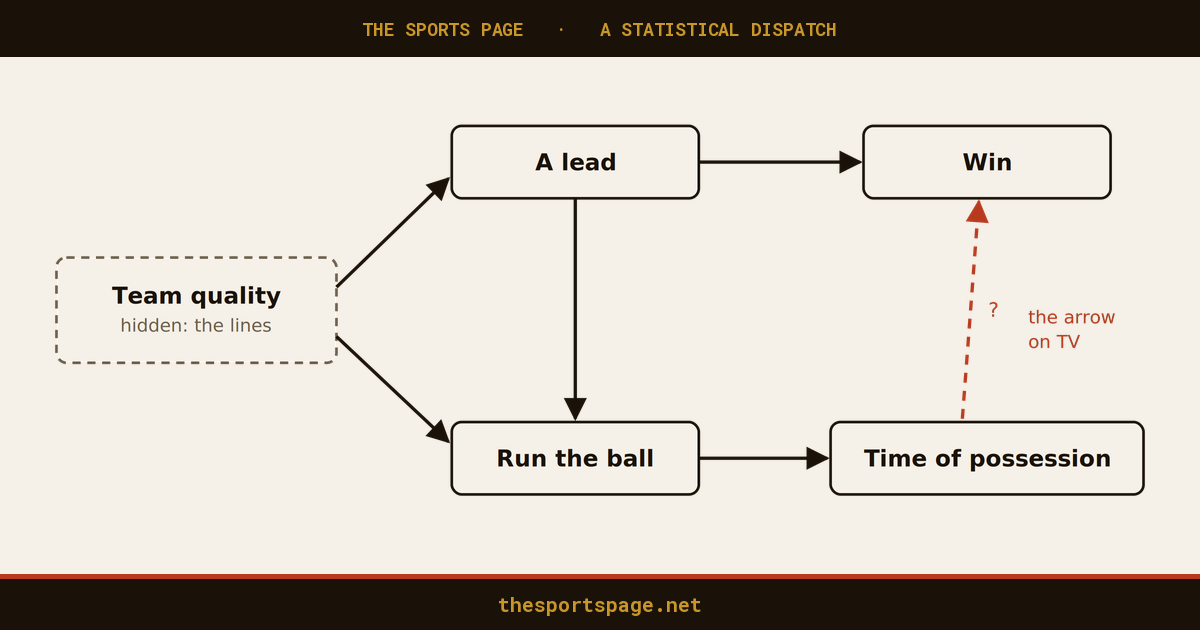 THE SPORTS PAGE · A STATISTICAL DISPATCH
A lead
Win
Team quality
hidden: the lines
?
the arrow
on TV
Run the ball
Time of possession
thesportspage.net